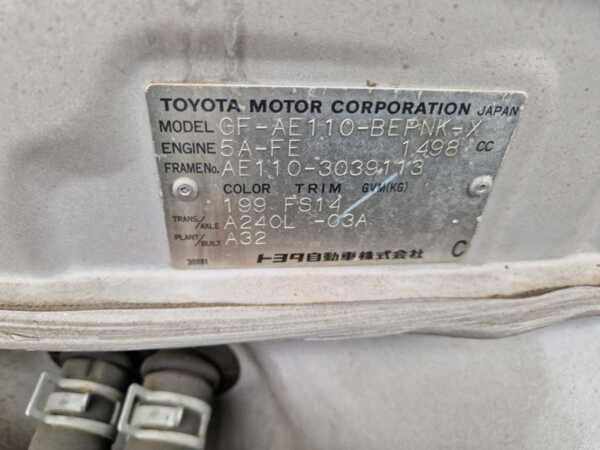 TOYOTA MOTOR CORPORATION JAPAN
MODEL GF-AE110-BEPNK-X
ENGINE 5A-FE 1498 CC
FRAME No. AE110-3039113
COLOR TRIM GVM(KG)
199 FS14
TRANS./AXLE A240L -03A
PLANT/BUILT A32
トヨタ自動車株式会社 C